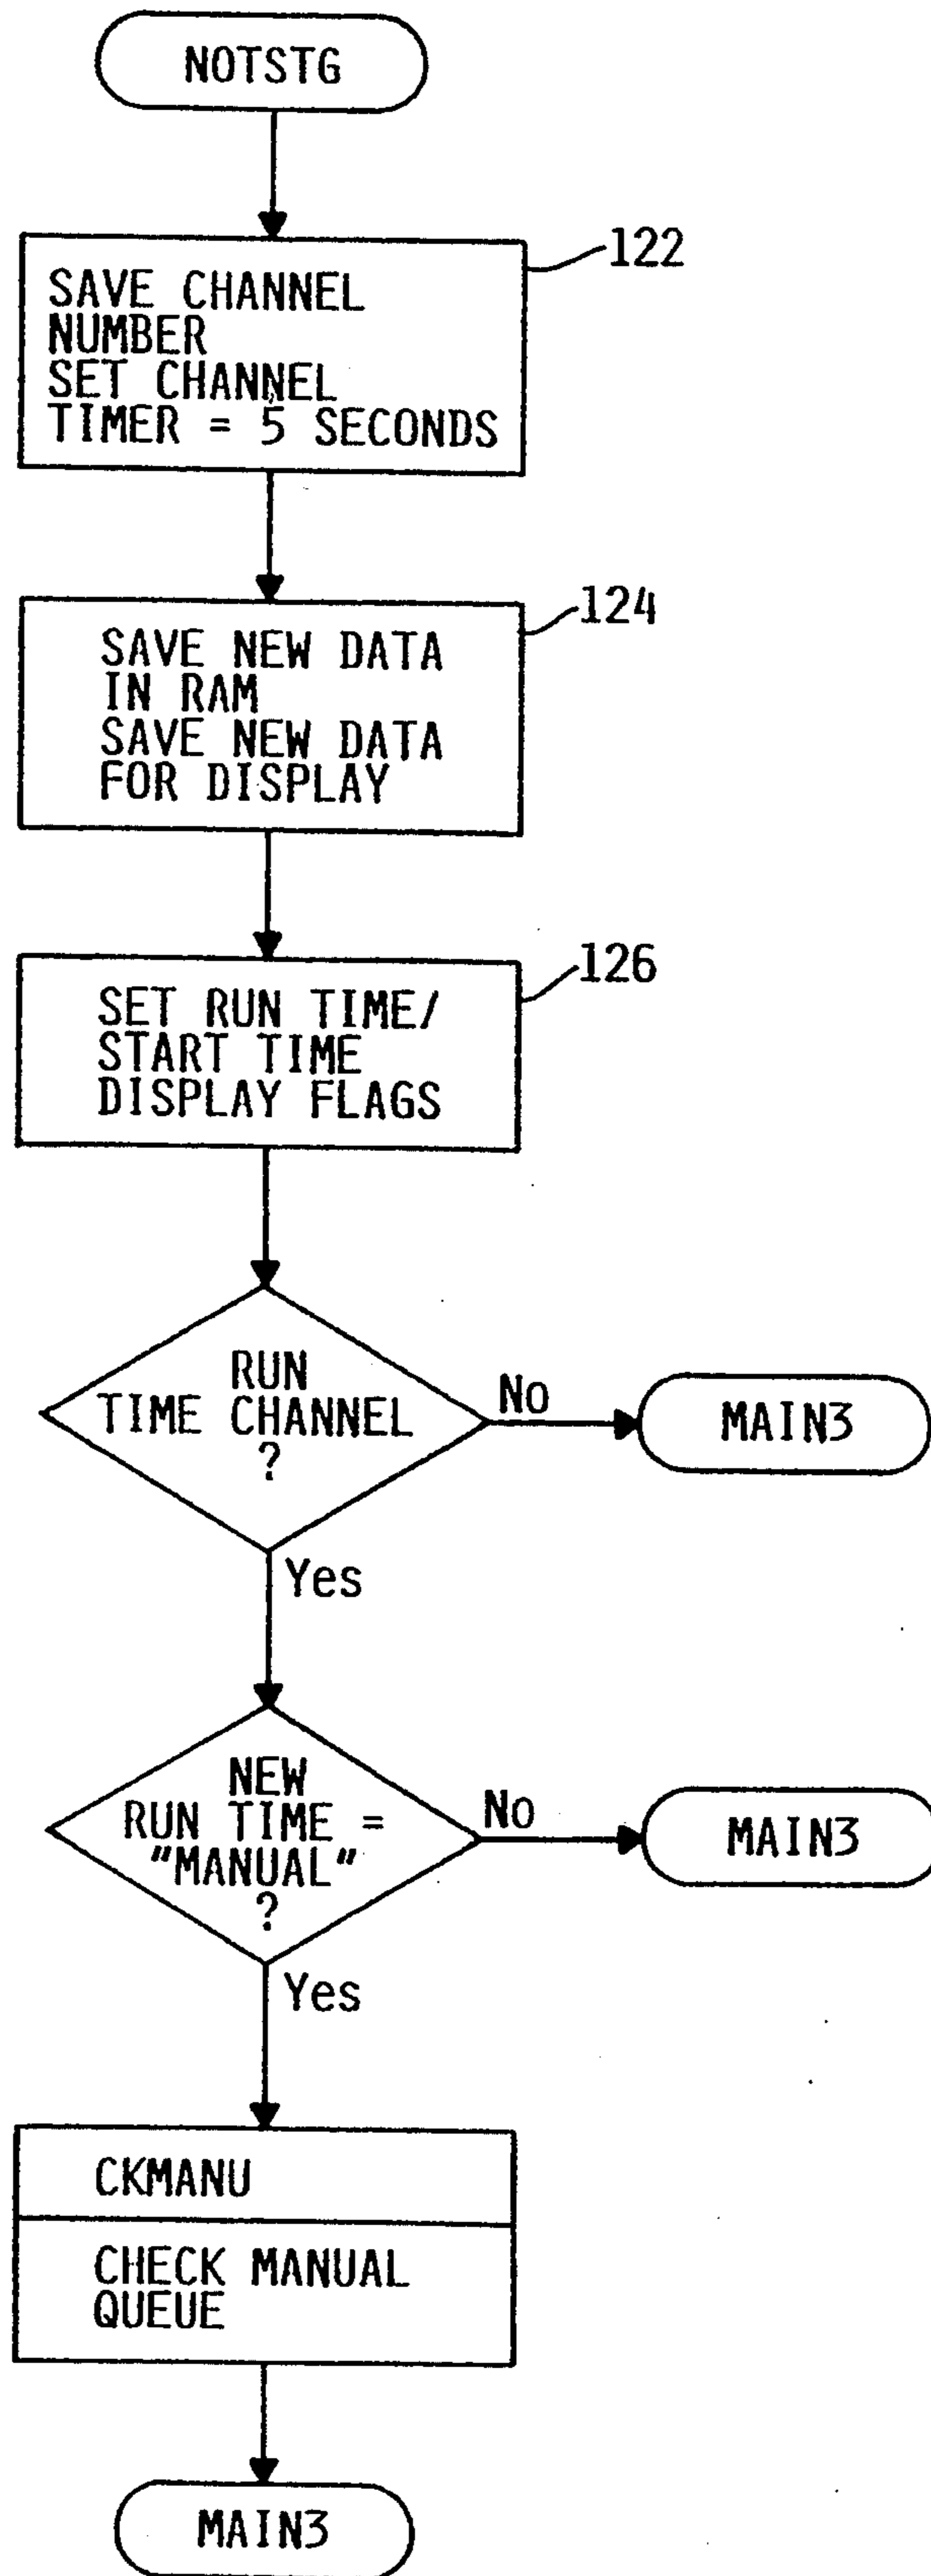 NOTSTG
122
SAVE CHANNEL
NUMBER
SET CHANNEL
TIMER = 5 SECONDS
124
SAVE NEW DATA
IN RAM
SAVE NEW DATA
FOR DISPLAY
126
SET RUN TIME/
START TIME
DISPLAY FLAGS
RUN
TIME CHANNEL
?
No
MAIN3
Yes
NEW
RUN TIME =
"MANUAL"
?
No
MAIN3
Yes
CKMANU
CHECK MANUAL
QUEUE
MAIN3